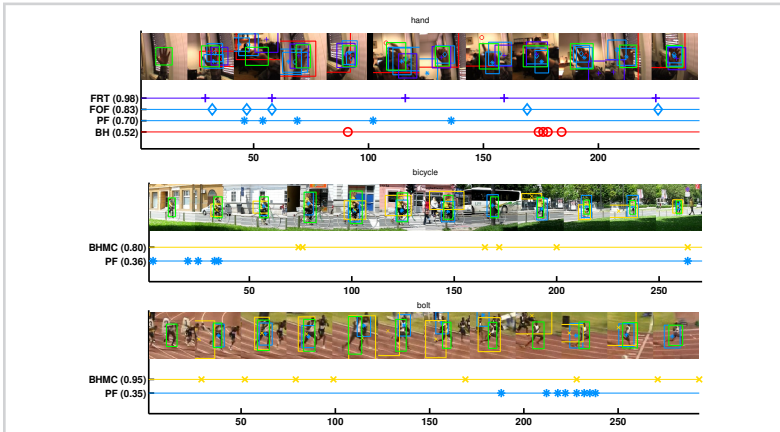 hand
FRT (0.98)
FOF (0.83)
PF (0.70)
BH (0.52)
50 100 150 200
bicycle
BHMC (0.80)
PF (0.36)
50 100 150 200 250
bolt
BHMC (0.95)
PF (0.35)
50 100 150 200 250